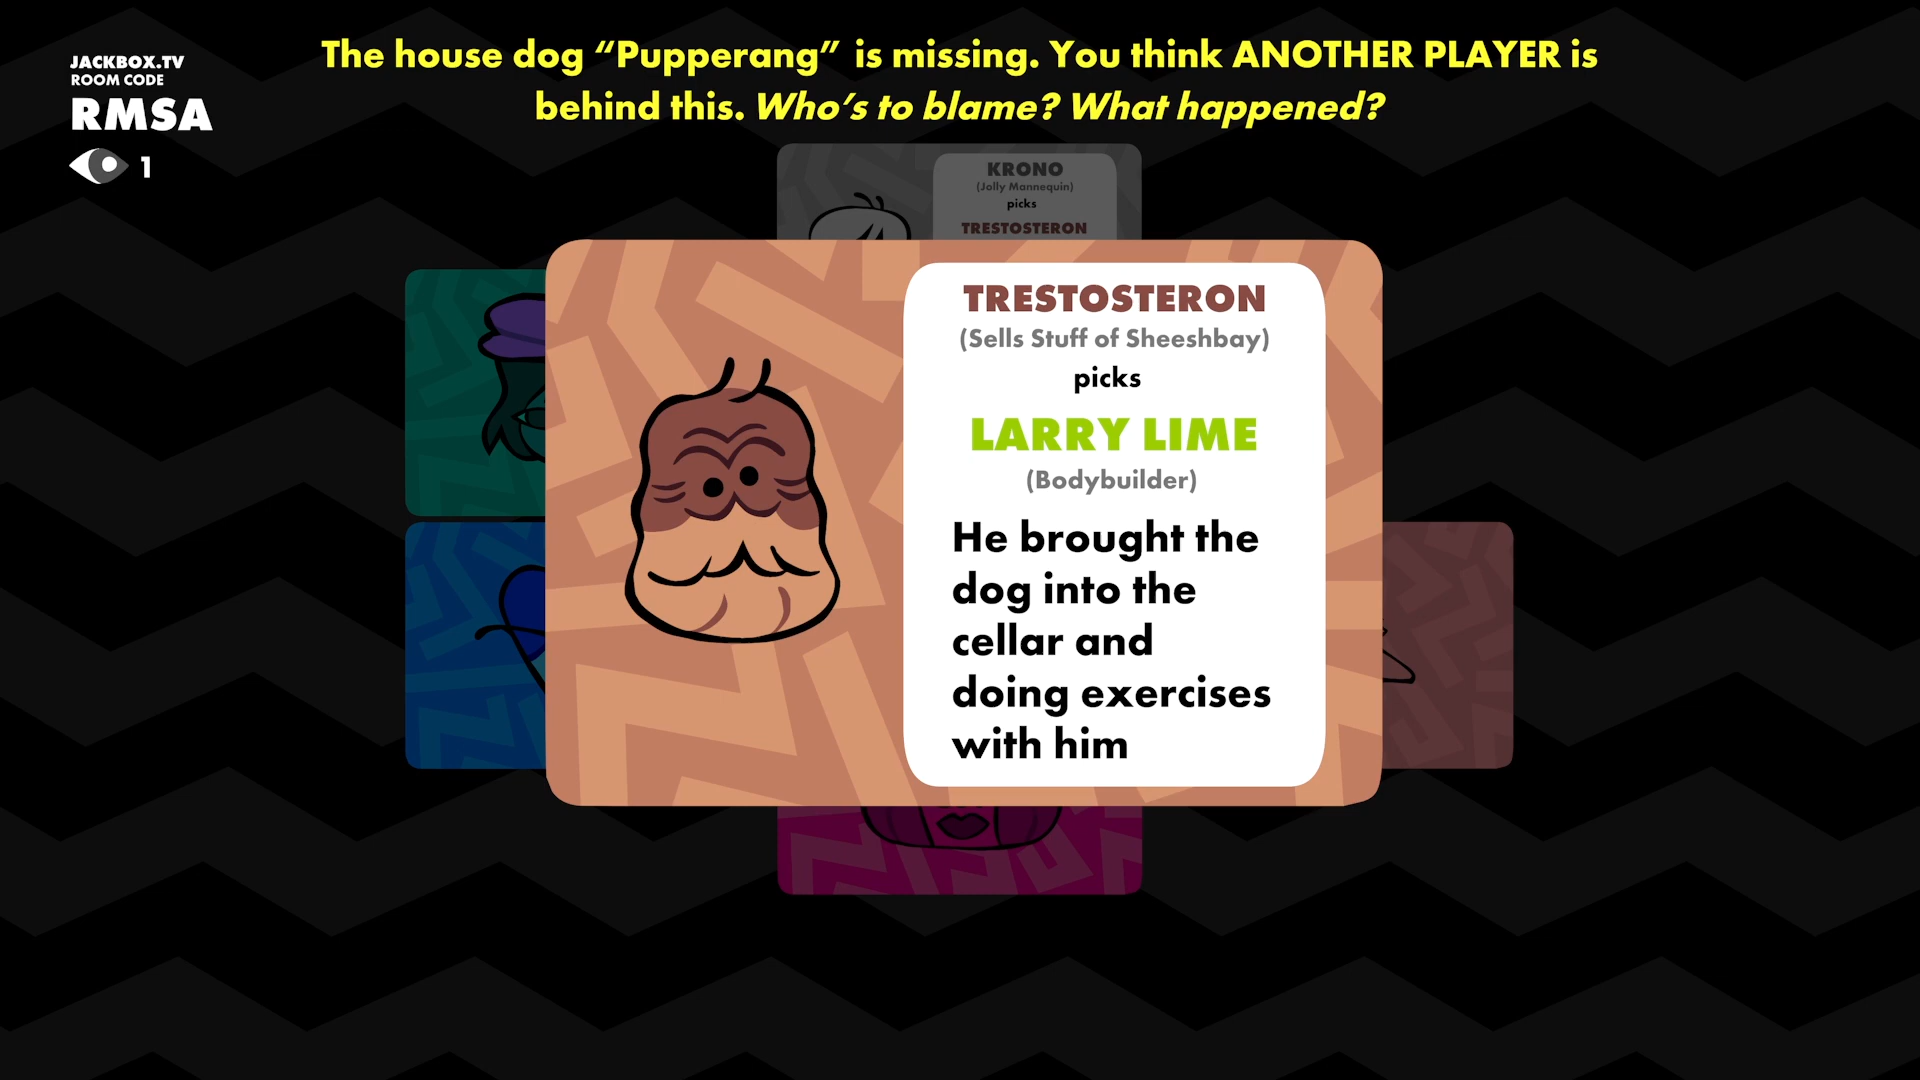 The house dog “Pupperang” is missing. You think ANOTHER PLAYER is
behind this. Who’s to blame? What happened?
JACKBOX.TV
ROOM CODE
RMSA
1
KRONO
(Jolly Mannequin)
picks
TRESTOSTERON
TRESTOSTERON
(Sells Stuff of Sheeshbay)
picks
LARRY LIME
(Bodybuilder)
He brought the
dog into the
cellar and
doing exercises
with him